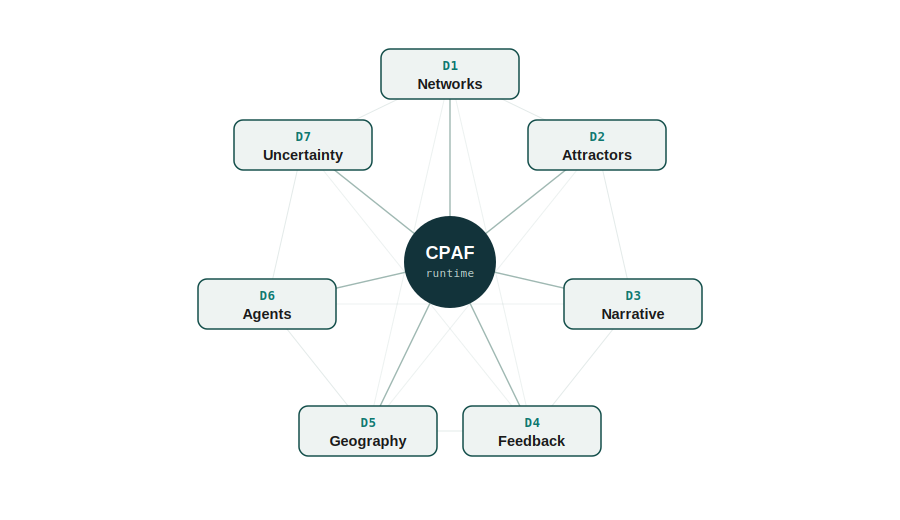 D1
Networks
D7
Uncertainty
D2
Attractors
CPAF
runtime
D6
Agents
D3
Narrative
D5
Geography
D4
Feedback